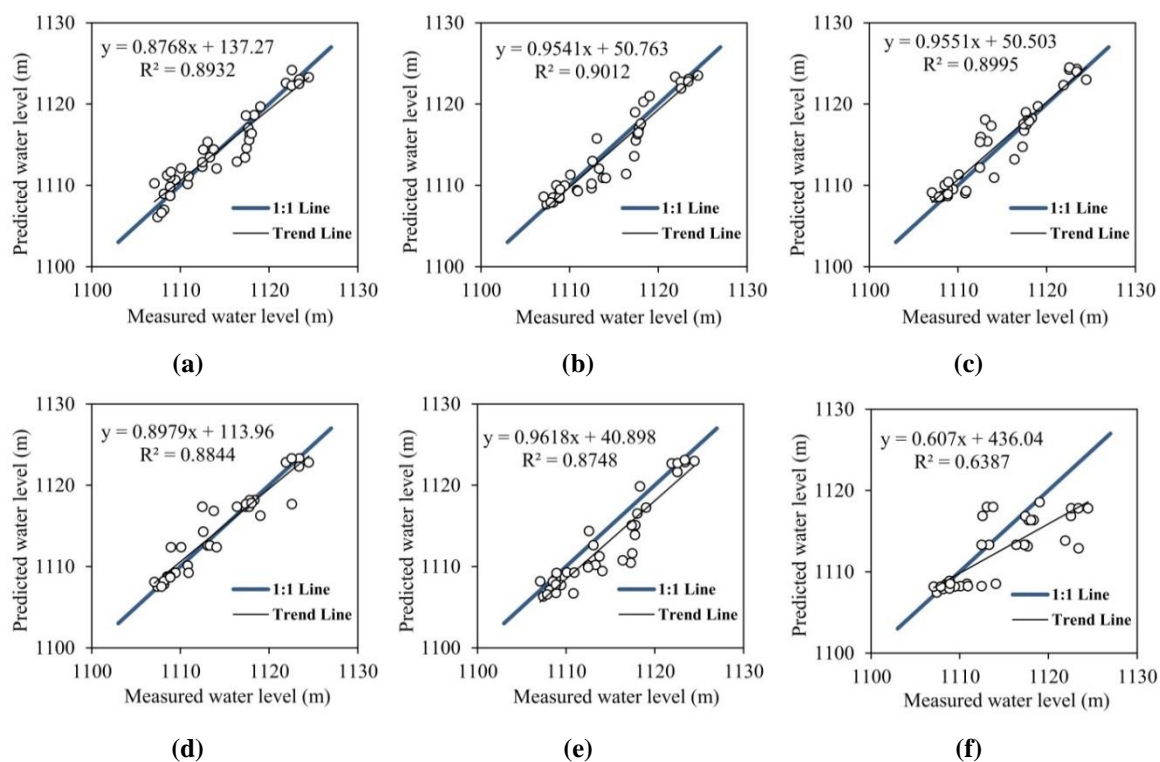 1130
1120
1110
1100
Predicted water level (m)
y = 0.8768x + 137.27
R² = 0.8932
1:1 Line
Trend Line
1100 1110 1120 1130
Measured water level (m)
(a)
1130
1120
1110
1100
Predicted water level (m)
y = 0.9541x + 50.763
R² = 0.9012
1:1 Line
Trend Line
1100 1110 1120 1130
Measured water level (m)
(b)
1130
1120
1110
1100
Predicted water level (m)
y = 0.9551x + 50.503
R² = 0.8995
1:1 Line
Trend Line
1100 1110 1120 1130
Measured water level (m)
(c)
1130
1120
1110
1100
Predicted water level (m)
y = 0.8979x + 113.96
R² = 0.8844
1:1 Line
Trend Line
1100 1110 1120 1130
Measured water level (m)
(d)
1130
1120
1110
1100
Predicted water level (m)
y = 0.9618x + 40.898
R² = 0.8748
1:1 Line
Trend Line
1100 1110 1120 1130
Measured water level (m)
(e)
1130
1120
1110
1100
Predicted water level (m)
y = 0.607x + 436.04
R² = 0.6387
1:1 Line
Trend Line
1100 1110 1120 1130
Measured water level (m)
(f)